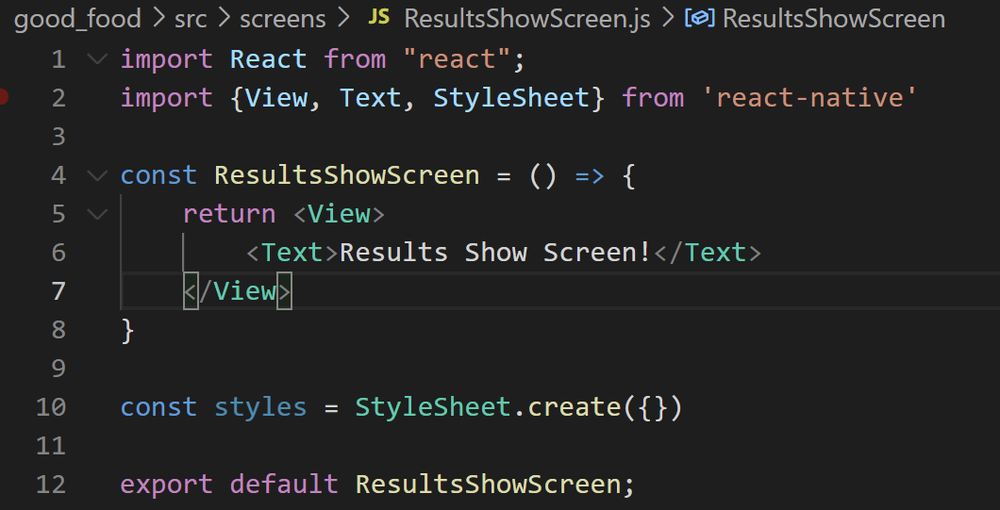 good_food > src > screens > JS ResultsShowScreen.js > ResultsShowScreen
1 import React from "react";
2 import {View, Text, StyleSheet} from 'react-native'
3
4 const ResultsShowScreen = () => {
5     return <View>
6         <Text>Results Show Screen!</Text>
7     </View>
8 }
9
10 const styles = StyleSheet.create({})
11
12 export default ResultsShowScreen;